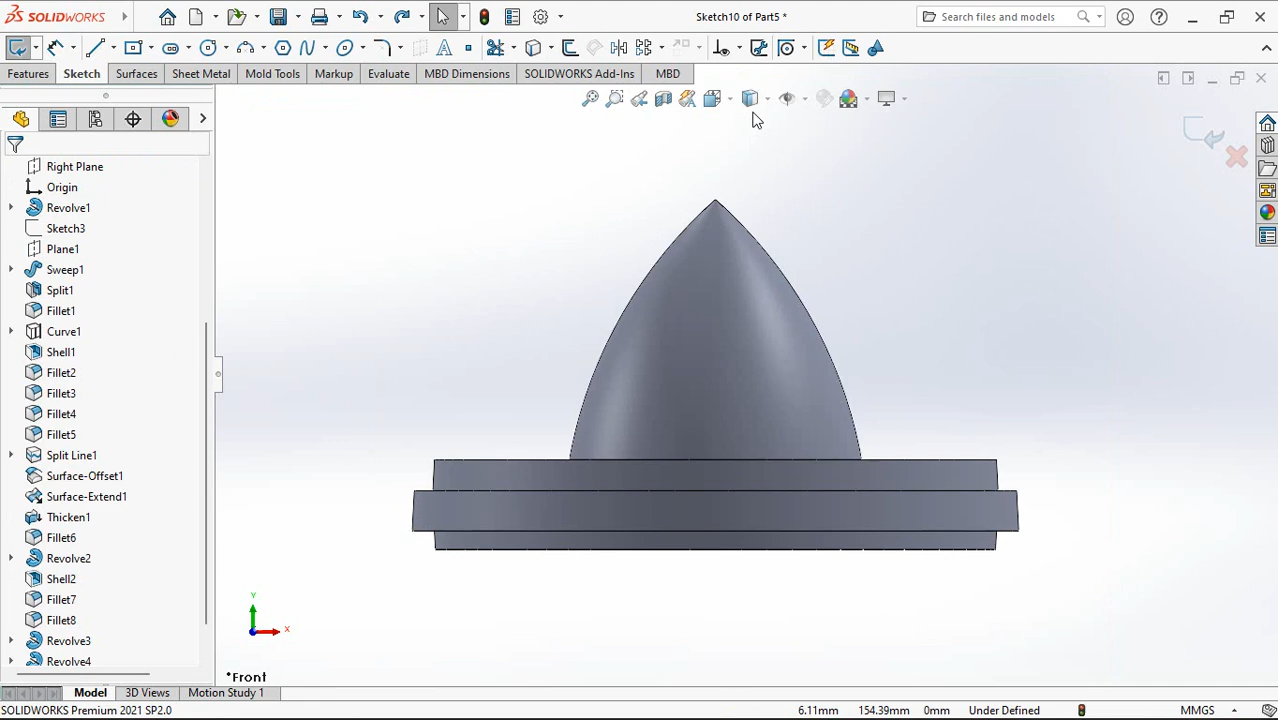 SOLIDWORKS
Sketch10 of Part5 *
Search files and models
Features
Sketch
Surfaces
Sheet Metal
Mold Tools
Markup
Evaluate
MBD Dimensions
SOLIDWORKS Add-Ins
MBD
Right Plane
Origin
Revolve1
Sketch3
Plane1
Sweep1
Split1
Fillet1
Curve1
Shell1
Fillet2
Fillet3
Fillet4
Fillet5
Split Line1
Surface-Offset1
Surface-Extend1
Thicken1
Fillet6
Revolve2
Shell2
Fillet7
Fillet8
Revolve3
Revolve4
Y
X
*Front
Model
3D Views
Motion Study 1
SOLIDWORKS Premium 2021 SP2.0
6.11mm
154.39mm
0mm
Under Defined
MMGS